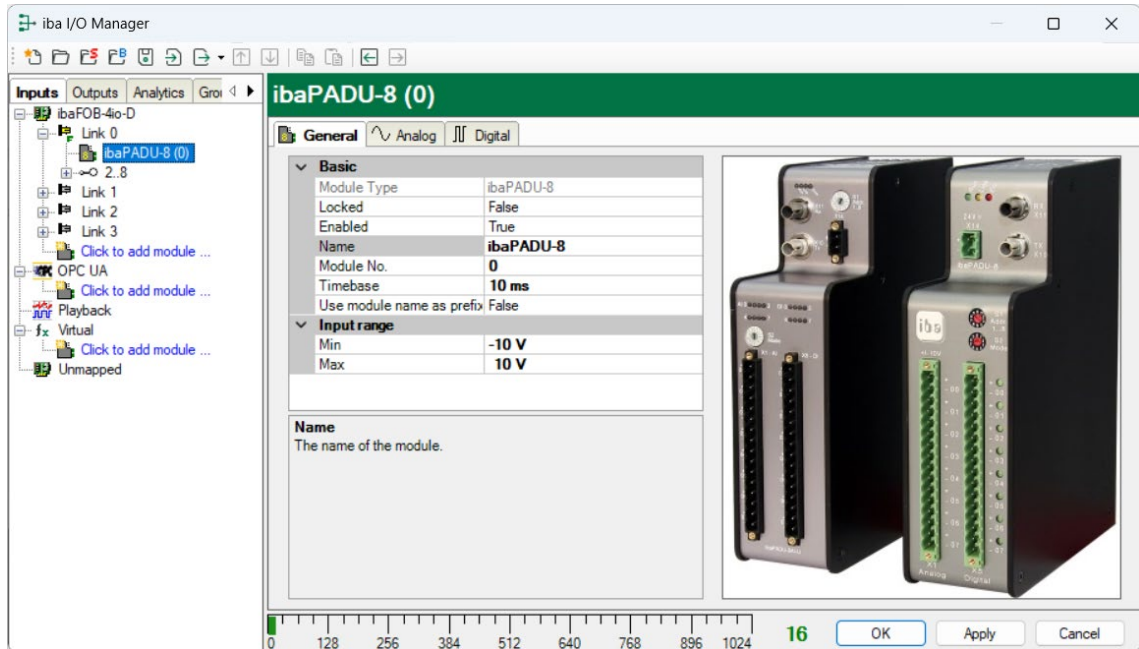 iba I/O Manager
Inputs Outputs Analytics Grou
ibaPADU-8 (0)
ibaFOB-4io-D
Link 0
ibaPADU-8 (0)
2..8
Link 1
Link 2
Link 3
Click to add module ...
OPC UA
Click to add module ...
Playback
fx Virtual
Click to add module ...
Unmapped
General Analog Digital
Basic
Module Type ibaPADU-8
Locked False
Enabled True
Name ibaPADU-8
Module No. 0
Timebase 10 ms
Use module name as prefix False
Input range
Min -10 V
Max 10 V
Name
The name of the module.
iba
ibaPADU-8
Analog Digital
0 128 256 384 512 640 768 896 1024
16
OK Apply Cancel